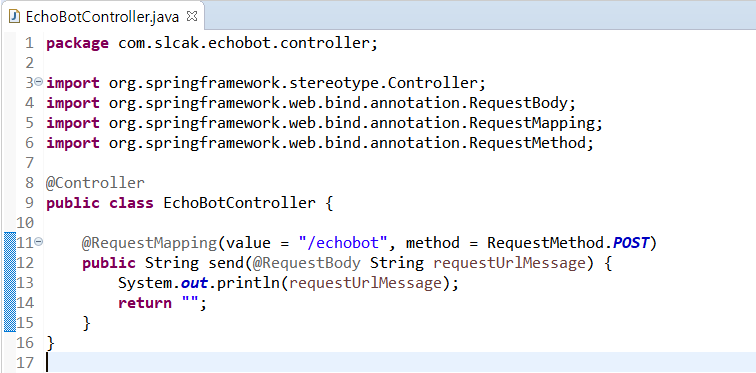 EchoBotController.java
1 package com.slcak.echobot.controller;
2
3 import org.springframework.stereotype.Controller;
4 import org.springframework.web.bind.annotation.RequestBody;
5 import org.springframework.web.bind.annotation.RequestMapping;
6 import org.springframework.web.bind.annotation.RequestMethod;
7
8 @Controller
9 public class EchoBotController {
10
11     @RequestMapping(value = "/echobot", method = RequestMethod.POST)
12     public String send(@RequestBody String requestUrlMessage) {
13         System.out.println(requestUrlMessage);
14         return "";
15     }
16 }
17